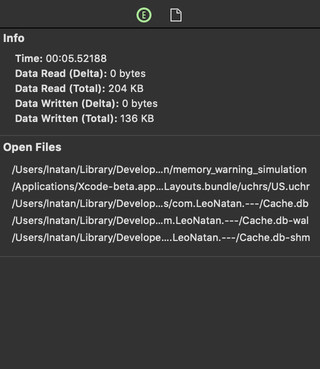 E
Info
Time: 00:05.52188
Data Read (Delta): 0 bytes
Data Read (Total): 204 KB
Data Written (Delta): 0 bytes
Data Written (Total): 136 KB
Open Files
/Users/lnatan/Library/Develop...n/memory_warning_simulation
/Applications/Xcode-beta.app...Layouts.bundle/uchrs/US.uchr
/Users/lnatan/Library/Develop...s/com.LeoNatan.---/Cache.db
/Users/lnatan/Library/Develop...m.LeoNatan.---/Cache.db-wal
/Users/lnatan/Library/Develope....LeoNatan.---/Cache.db-shm